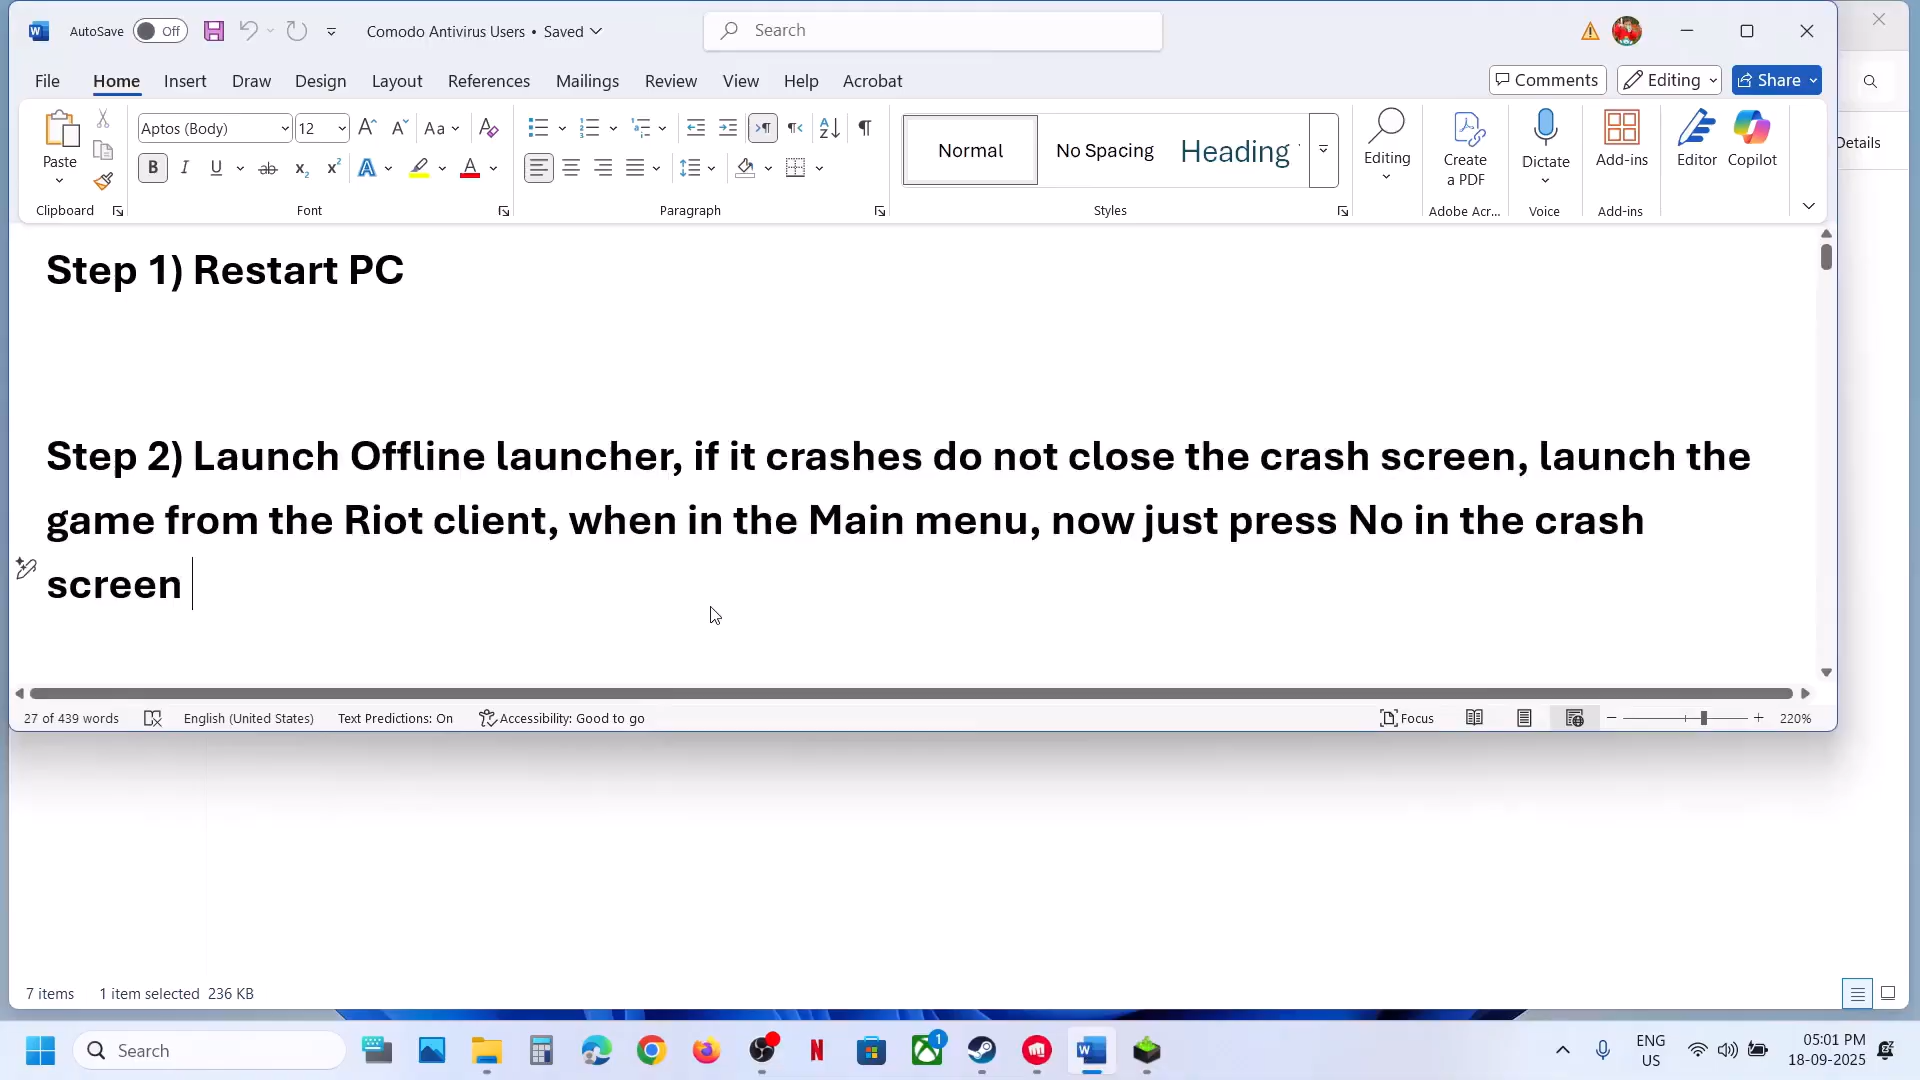 AutoSave Off Comodo Antivirus Users • Saved Search
File Home Insert Draw Design Layout References Mailings Review View Help Acrobat Comments Editing Share
Aptos (Body) 12 Aa
Paste
B I U ab x₂ x² A A
Normal No Spacing Heading
Editing Create a PDF Dictate Add-ins Editor Copilot
Clipboard Font Paragraph Styles Adobe Acr... Voice Add-ins
Details
Step 1) Restart PC
Step 2) Launch Offline launcher, if it crashes do not close the crash screen, launch the
game from the Riot client, when in the Main menu, now just press No in the crash
screen
27 of 439 words English (United States) Text Predictions: On Accessibility: Good to go Focus 220%
7 items 1 item selected 236 KB
Search
1
ENG
US
05:01 PM
18-09-2025